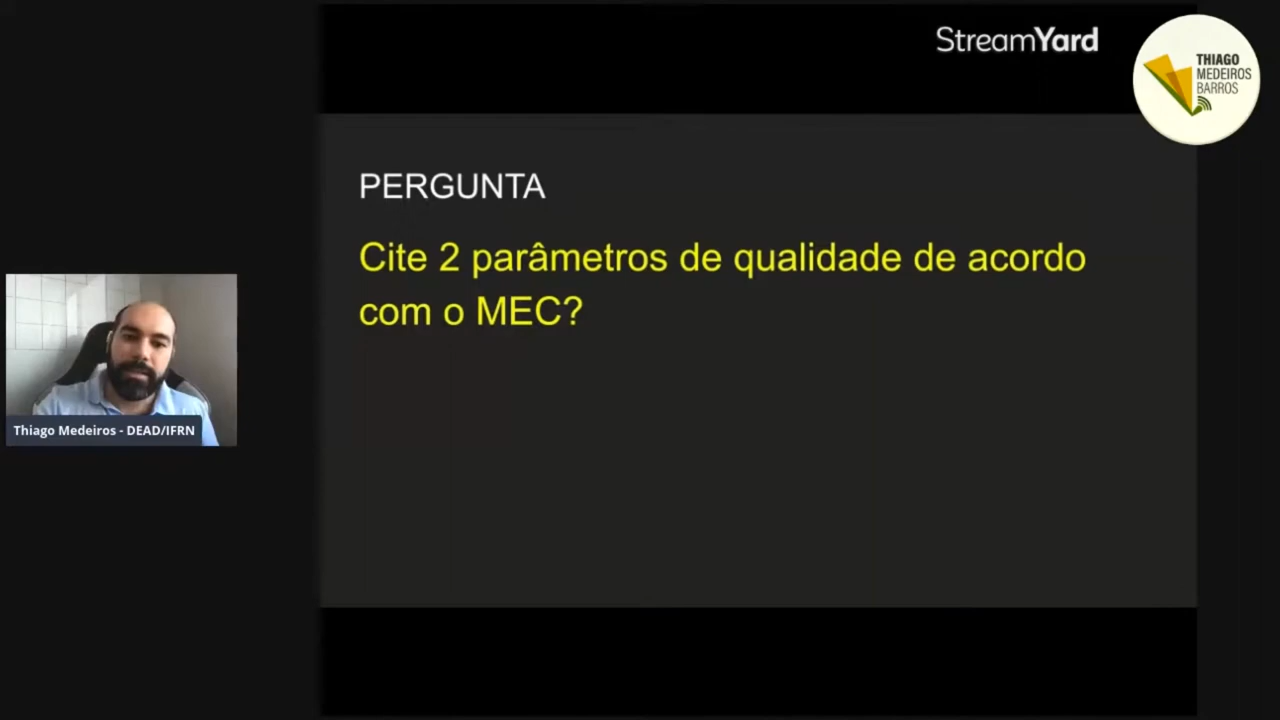 StreamYard
THIAGO
MEDEIROS
BARROS
PERGUNTA
Cite 2 parâmetros de qualidade de acordo
com o MEC?
Thiago Medeiros - DEAD/IFRN